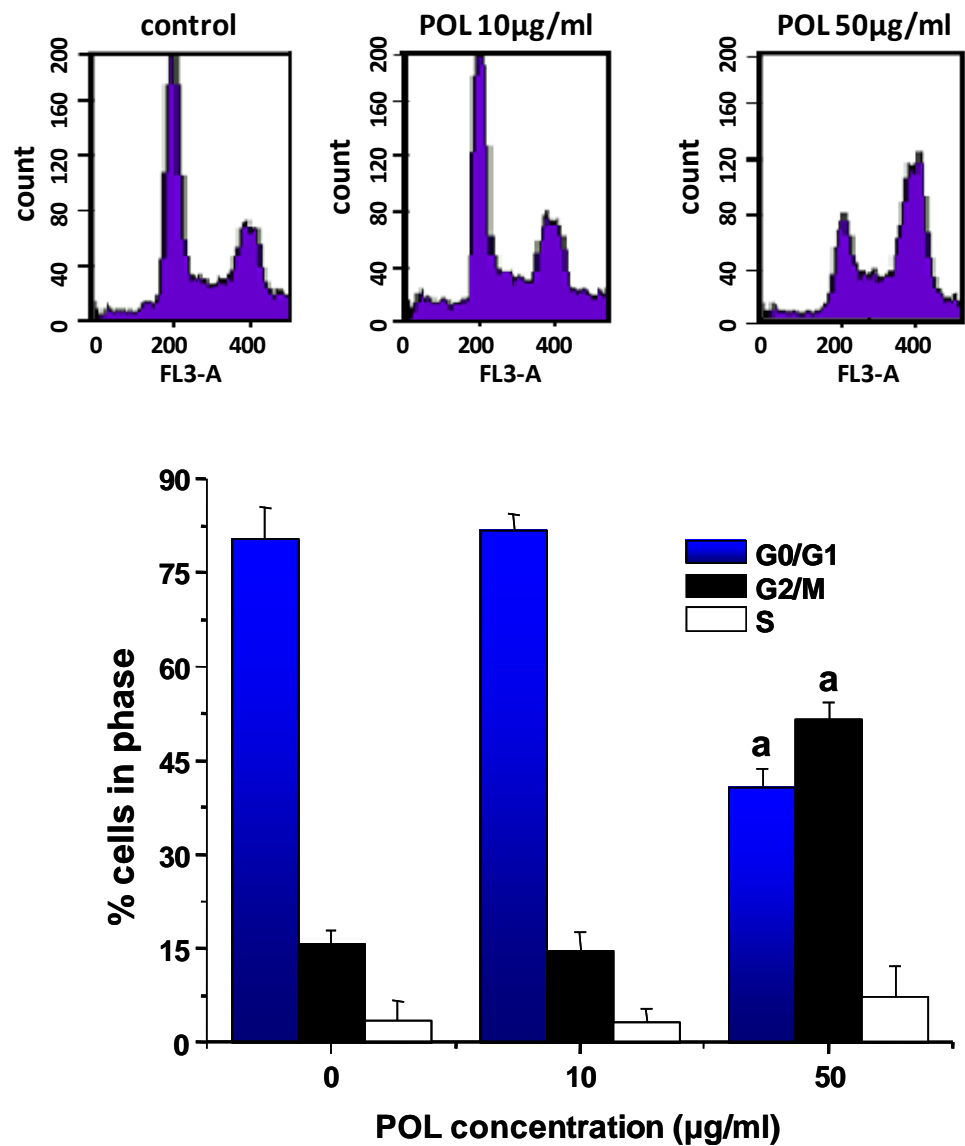 control
POL 10µg/ml
POL 50µg/ml
count
200
160
120
80
40
0
0 200 400
FL3-A
count
200
160
120
80
40
0
0 200 400
FL3-A
count
200
160
120
80
40
0
0 200 400
FL3-A
% cells in phase
90
75
60
45
30
15
0
G0/G1
G2/M
S
a
a
0 10 50
POL concentration (µg/ml)